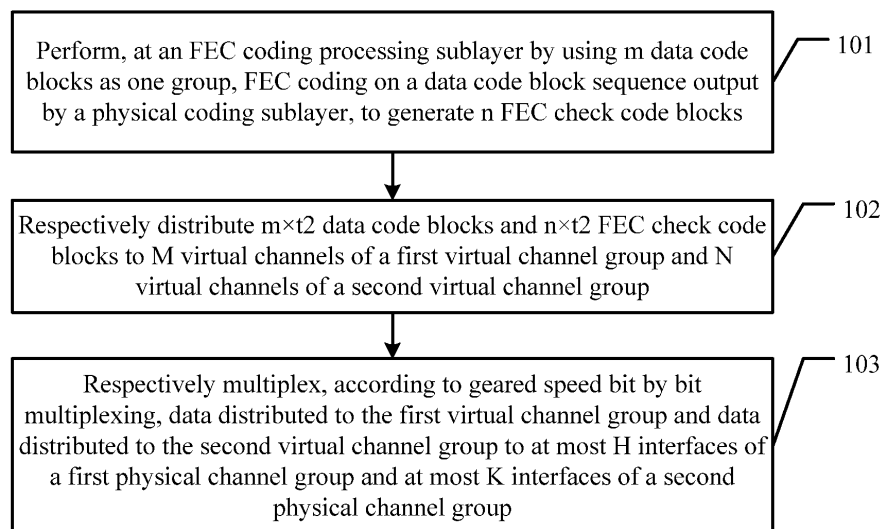 Perform, at an FEC coding processing sublayer by using m data code
blocks as one group, FEC coding on a data code block sequence output
by a physical coding sublayer, to generate n FEC check code blocks
101
Respectively distribute m×t2 data code blocks and n×t2 FEC check code
blocks to M virtual channels of a first virtual channel group and N
virtual channels of a second virtual channel group
102
Respectively multiplex, according to geared speed bit by bit
multiplexing, data distributed to the first virtual channel group and data
distributed to the second virtual channel group to at most H interfaces of
a first physical channel group and at most K interfaces of a second
physical channel group
103